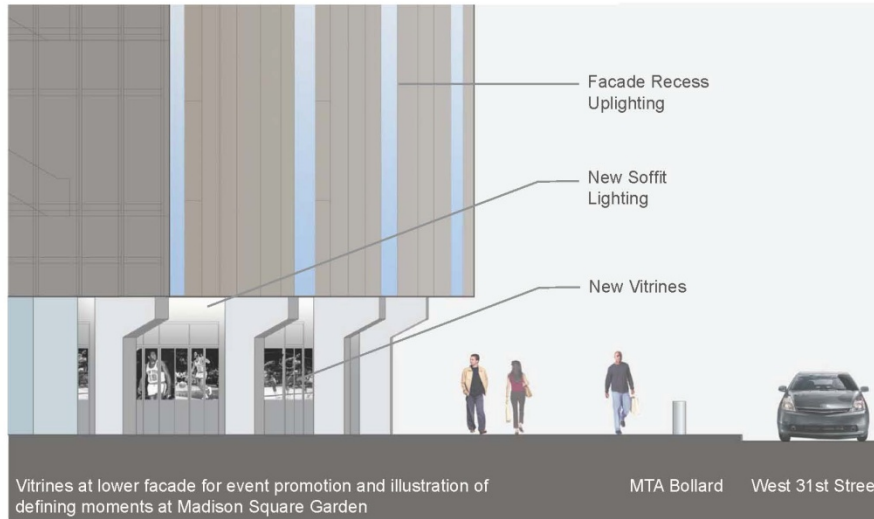 Facade Recess
Uplighting
New Soffit
Lighting
New Vitrines
Vitrines at lower facade for event promotion and illustration of
defining moments at Madison Square Garden
MTA Bollard
West 31st Stree